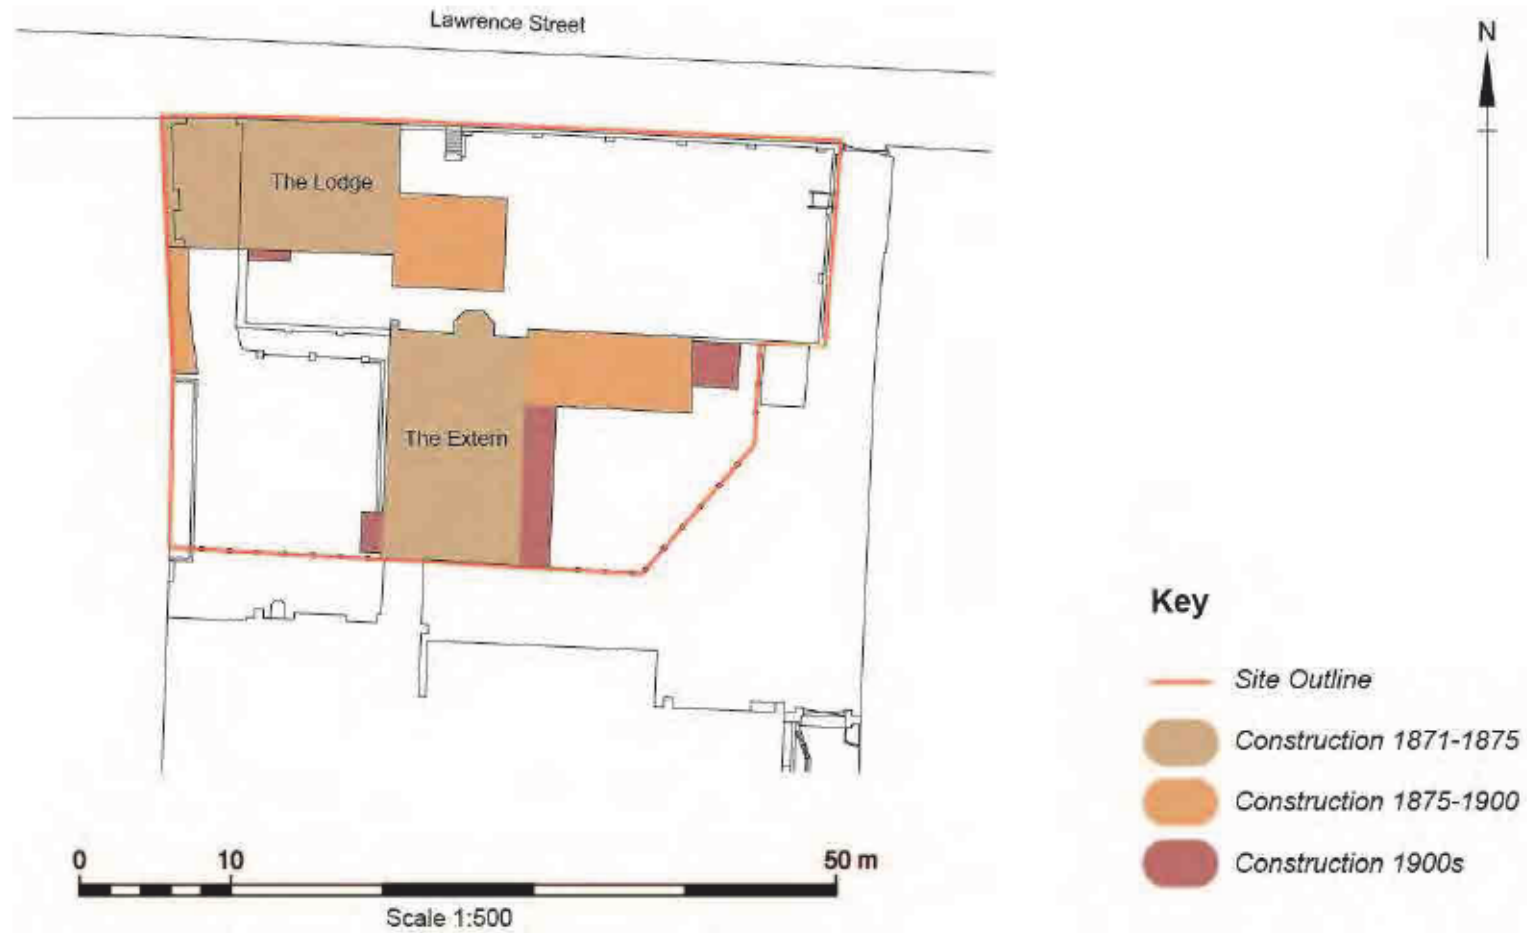 Lawrence Street
N
The Lodge
The Extern
Key
Site Outline
Construction 1871-1875
Construction 1875-1900
Construction 1900s
0 10 50 m
Scale 1:500